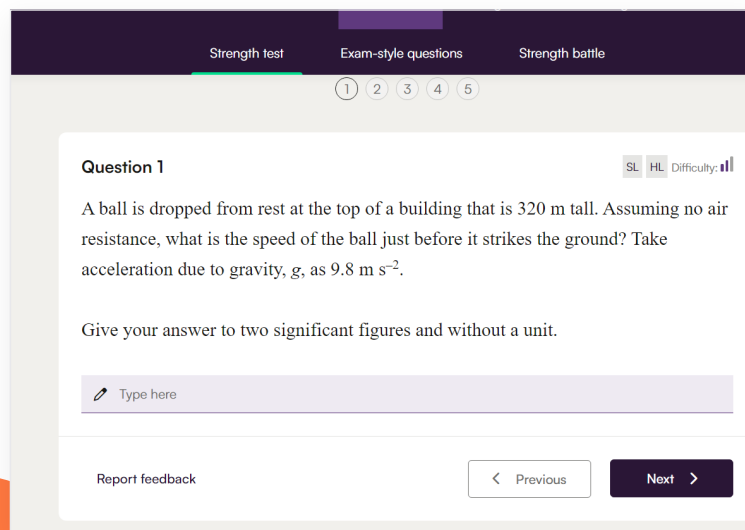 Strength test Exam-style questions Strength battle
1 2 3 4 5
Question 1 SL HL Difficulty:
A ball is dropped from rest at the top of a building that is 320 m tall. Assuming no air
resistance, what is the speed of the ball just before it strikes the ground? Take
acceleration due to gravity, g, as 9.8 m s⁻².
Give your answer to two significant figures and without a unit.
Type here
Report feedback Previous Next